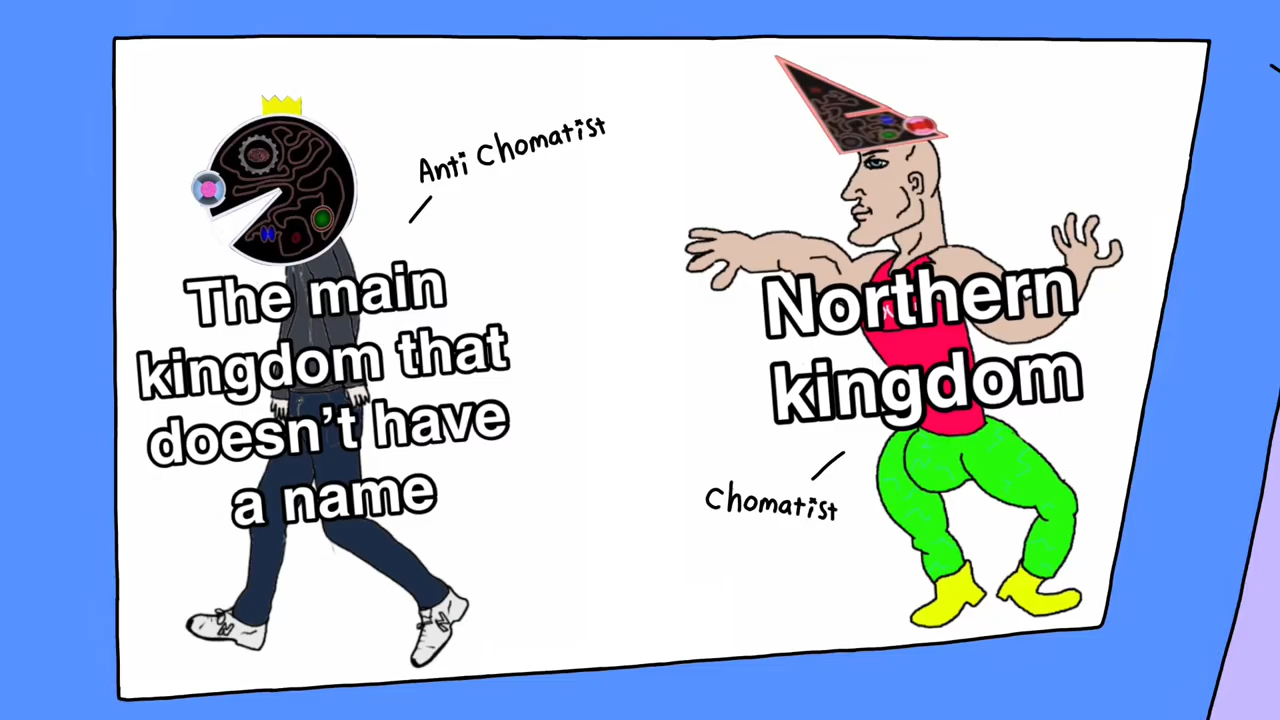 Anti Chomatist
The main
kingdom that
doesn't have
a name
Northern
kingdom
Chomatist